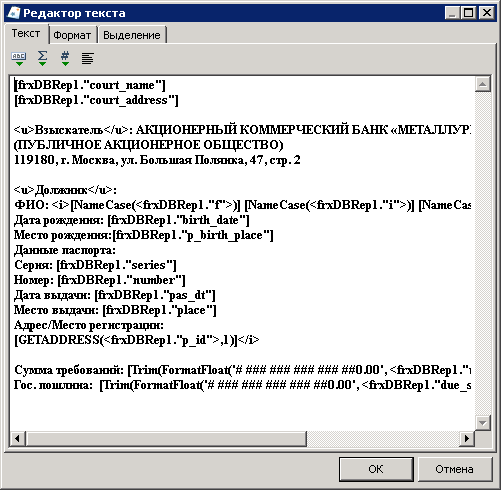 Редактор текста
Текст Формат Выделение
[frxDBRep1."court_name"]
[frxDBRep1."court_address"]
<u>Взыскатель</u>: АКЦИОНЕРНЫЙ КОММЕРЧЕСКИЙ БАНК «МЕТАЛЛУР
(ПУБЛИЧНОЕ АКЦИОНЕРНОЕ ОБЩЕСТВО)
119180, г. Москва, ул. Большая Полянка, 47, стр. 2
<u>Должник</u>:
ФИО: <i>[NameCase(<frxDBRep1."f">)] [NameCase(<frxDBRep1."i">)] [NameCas
Дата рождения: [frxDBRep1."birth_date"]
Место рождения:[frxDBRep1."p_birth_place"]
Данные паспорта:
Серия: [frxDBRep1."series"]
Номер: [frxDBRep1."number"]
Дата выдачи: [frxDBRep1."pas_dt"]
Место выдачи: [frxDBRep1."place"]
Адрес/Место регистрации:
[GETADDRESS(<frxDBRep1."p_id">,1)]</i>
Сумма требований: [Trim(FormatFloat('# ### ### ### ### ##0.00', <frxDBRep1."
Гос. пошлина: [Trim(FormatFloat('# ### ### ### ### ##0.00', <frxDBRep1."due_s
OK Отмена